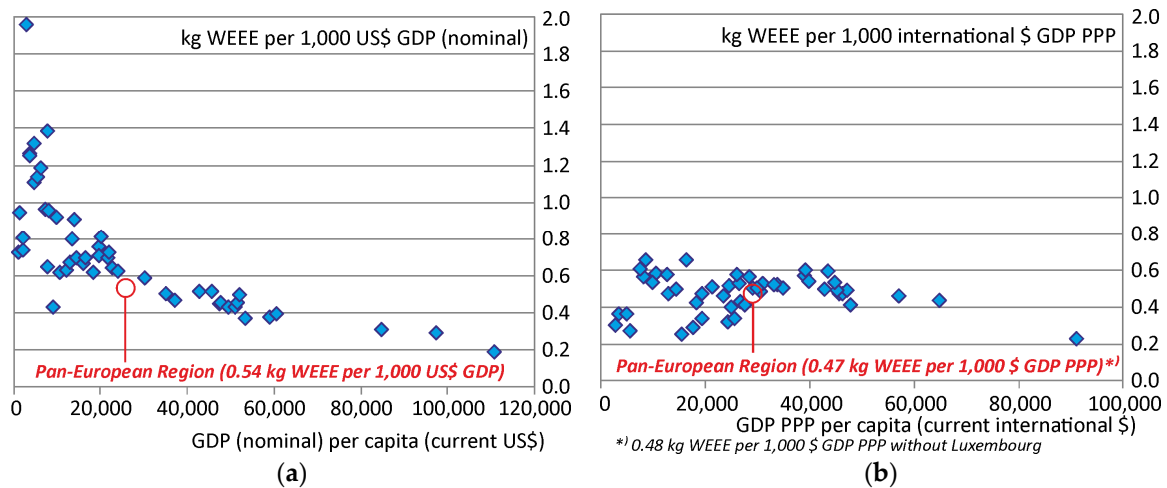 kg WEEE per 1,000 US$ GDP (nominal)
2.0
1.8
1.6
1.4
1.2
1.0
0.8
0.6
0.4
0.2
0.0
Pan-European Region (0.54 kg WEEE per 1,000 US$ GDP)
0 20,000 40,000 60,000 80,000 100,000 120,000
GDP (nominal) per capita (current US$)
(a)
kg WEEE per 1,000 international $ GDP PPP
2.0
1.8
1.6
1.4
1.2
1.0
0.8
0.6
0.4
0.2
0.0
Pan-European Region (0.47 kg WEEE per 1,000 $ GDP PPP)*)
0 20,000 40,000 60,000 80,000 100,000
GDP PPP per capita (current international $)
*) 0.48 kg WEEE per 1,000 $ GDP PPP without Luxembourg
(b)